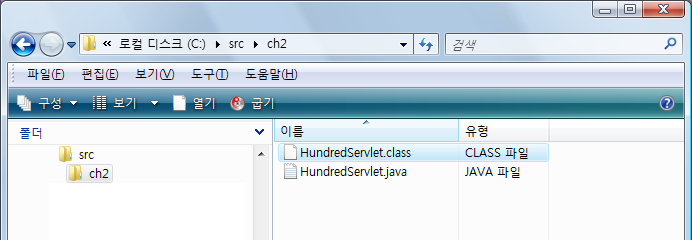 « 로컬 디스크 (C:) ▸ src ▸ ch2 검색
파일(F) 편집(E) 보기(V) 도구(T) 도움말(H)
구성 보기 열기 굽기
폴더 이름 유형
src HundredServlet.class CLASS 파일
ch2 HundredServlet.java JAVA 파일